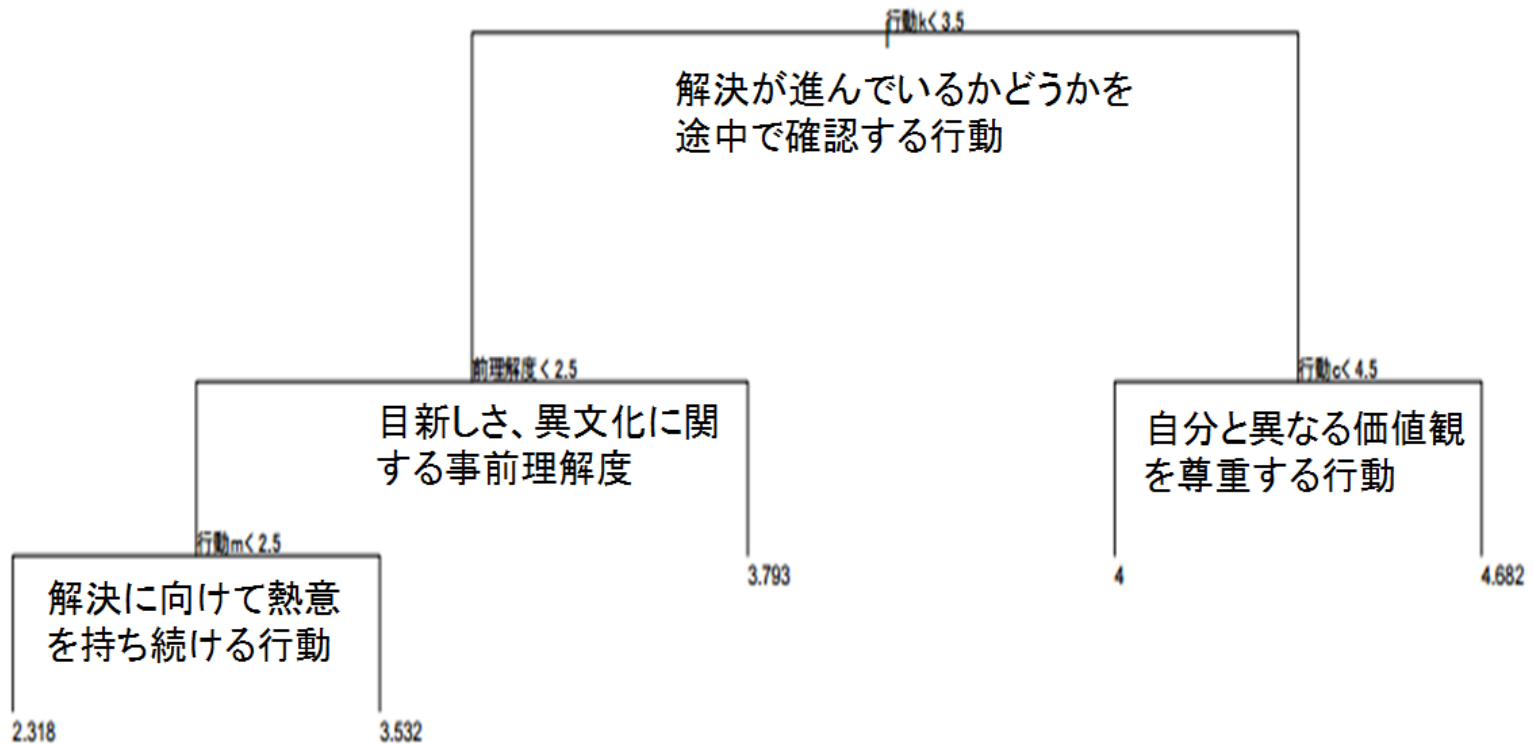 行動k< 3.5
解決が進んでいるかどうかを
途中で確認する行動
前理解度< 2.5
行動c< 4.5
目新しさ、異文化に関
する事前理解度
自分と異なる価値観
を尊重する行動
行動m< 2.5
3.793
4
4.682
解決に向けて熱意
を持ち続ける行動
2.318
3.532